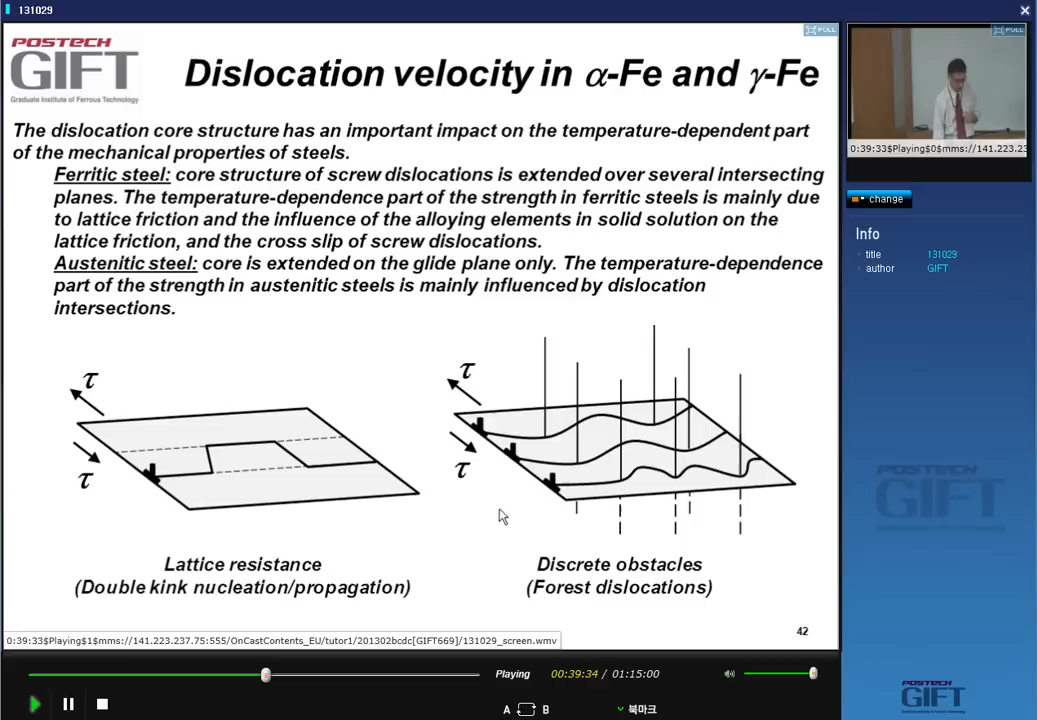 131029
FULL
POSTECH
GIFT
Graduate Institute of Ferrous Technology
Dislocation velocity in α-Fe and γ-Fe
The dislocation core structure has an important impact on the temperature-dependent part
of the mechanical properties of steels.
Ferritic steel: core structure of screw dislocations is extended over several intersecting
planes. The temperature-dependence part of the strength in ferritic steels is mainly due
to lattice friction and the influence of the alloying elements in solid solution on the
lattice friction, and the cross slip of screw dislocations.
Austenitic steel: core is extended on the glide plane only. The temperature-dependence
part of the strength in austenitic steels is mainly influenced by dislocation
intersections.
τ
τ
τ
τ
Lattice resistance
(Double kink nucleation/propagation)
Discrete obstacles
(Forest dislocations)
42
0:39:33$Playing$1$mms://141.223.237.75:555/OnCastContents_EU/tutor1/201302bcdc[GIFT669]/131029_screen.wmv
Playing
00:39:34 / 01:15:00
A B
북마크
FULL
0:39:33$Playing$0$mms://141.223.23
change
Info
title 131029
author GIFT
POSTECH
GIFT
POSTECH
GIFT